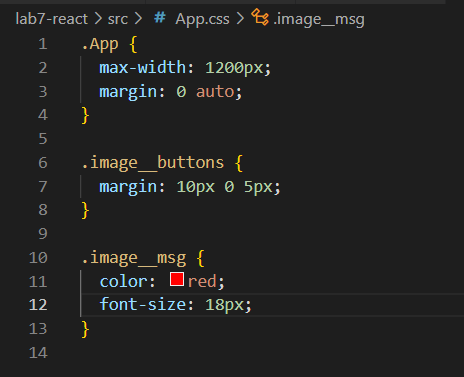 lab7-react > src > # App.css > .image__msg
1 .App {
2 max-width: 1200px;
3 margin: 0 auto;
4 }
5
6 .image__buttons {
7 margin: 10px 0 5px;
8 }
9
10 .image__msg {
11 color: red;
12 font-size: 18px;
13 }
14